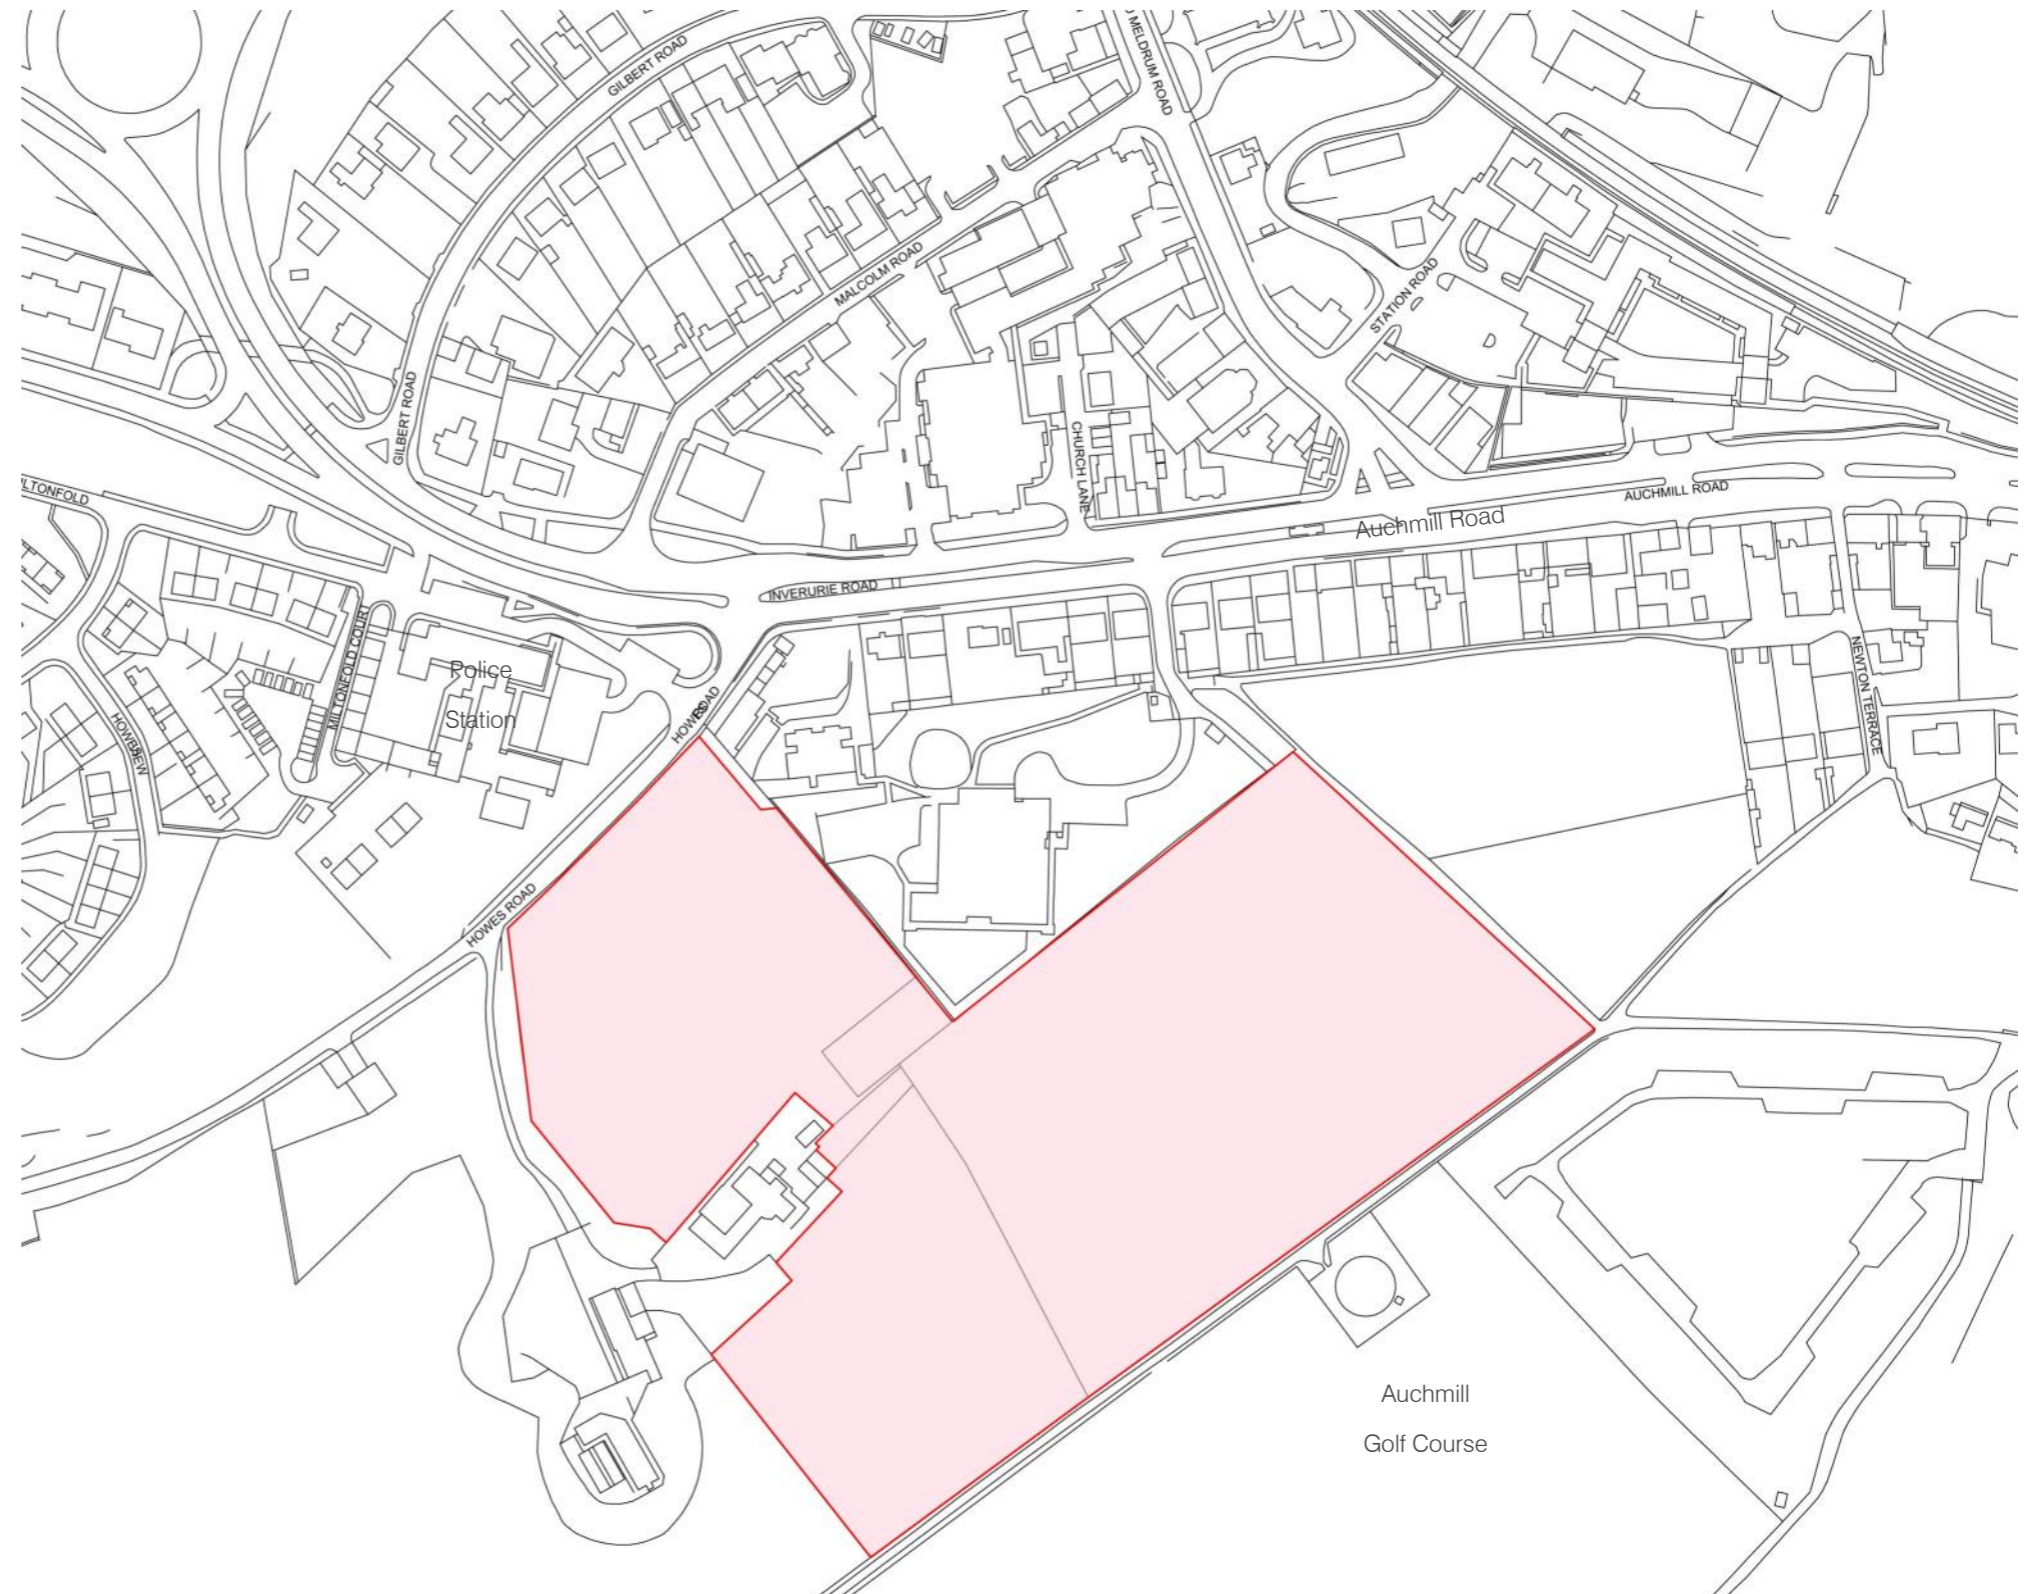 GILBERT ROAD
MELDRUM ROAD
MALCOLM ROAD
STATION ROAD
GILBERT ROAD
CHURCH LANE
AUCHMILL ROAD
Auchmill Road
INVERURIE ROAD
MILTONFOLD COURT
Police
Station
HOWES ROAD
NEWTON TERRACE
HOWES ROAD
Auchmill
Golf Course